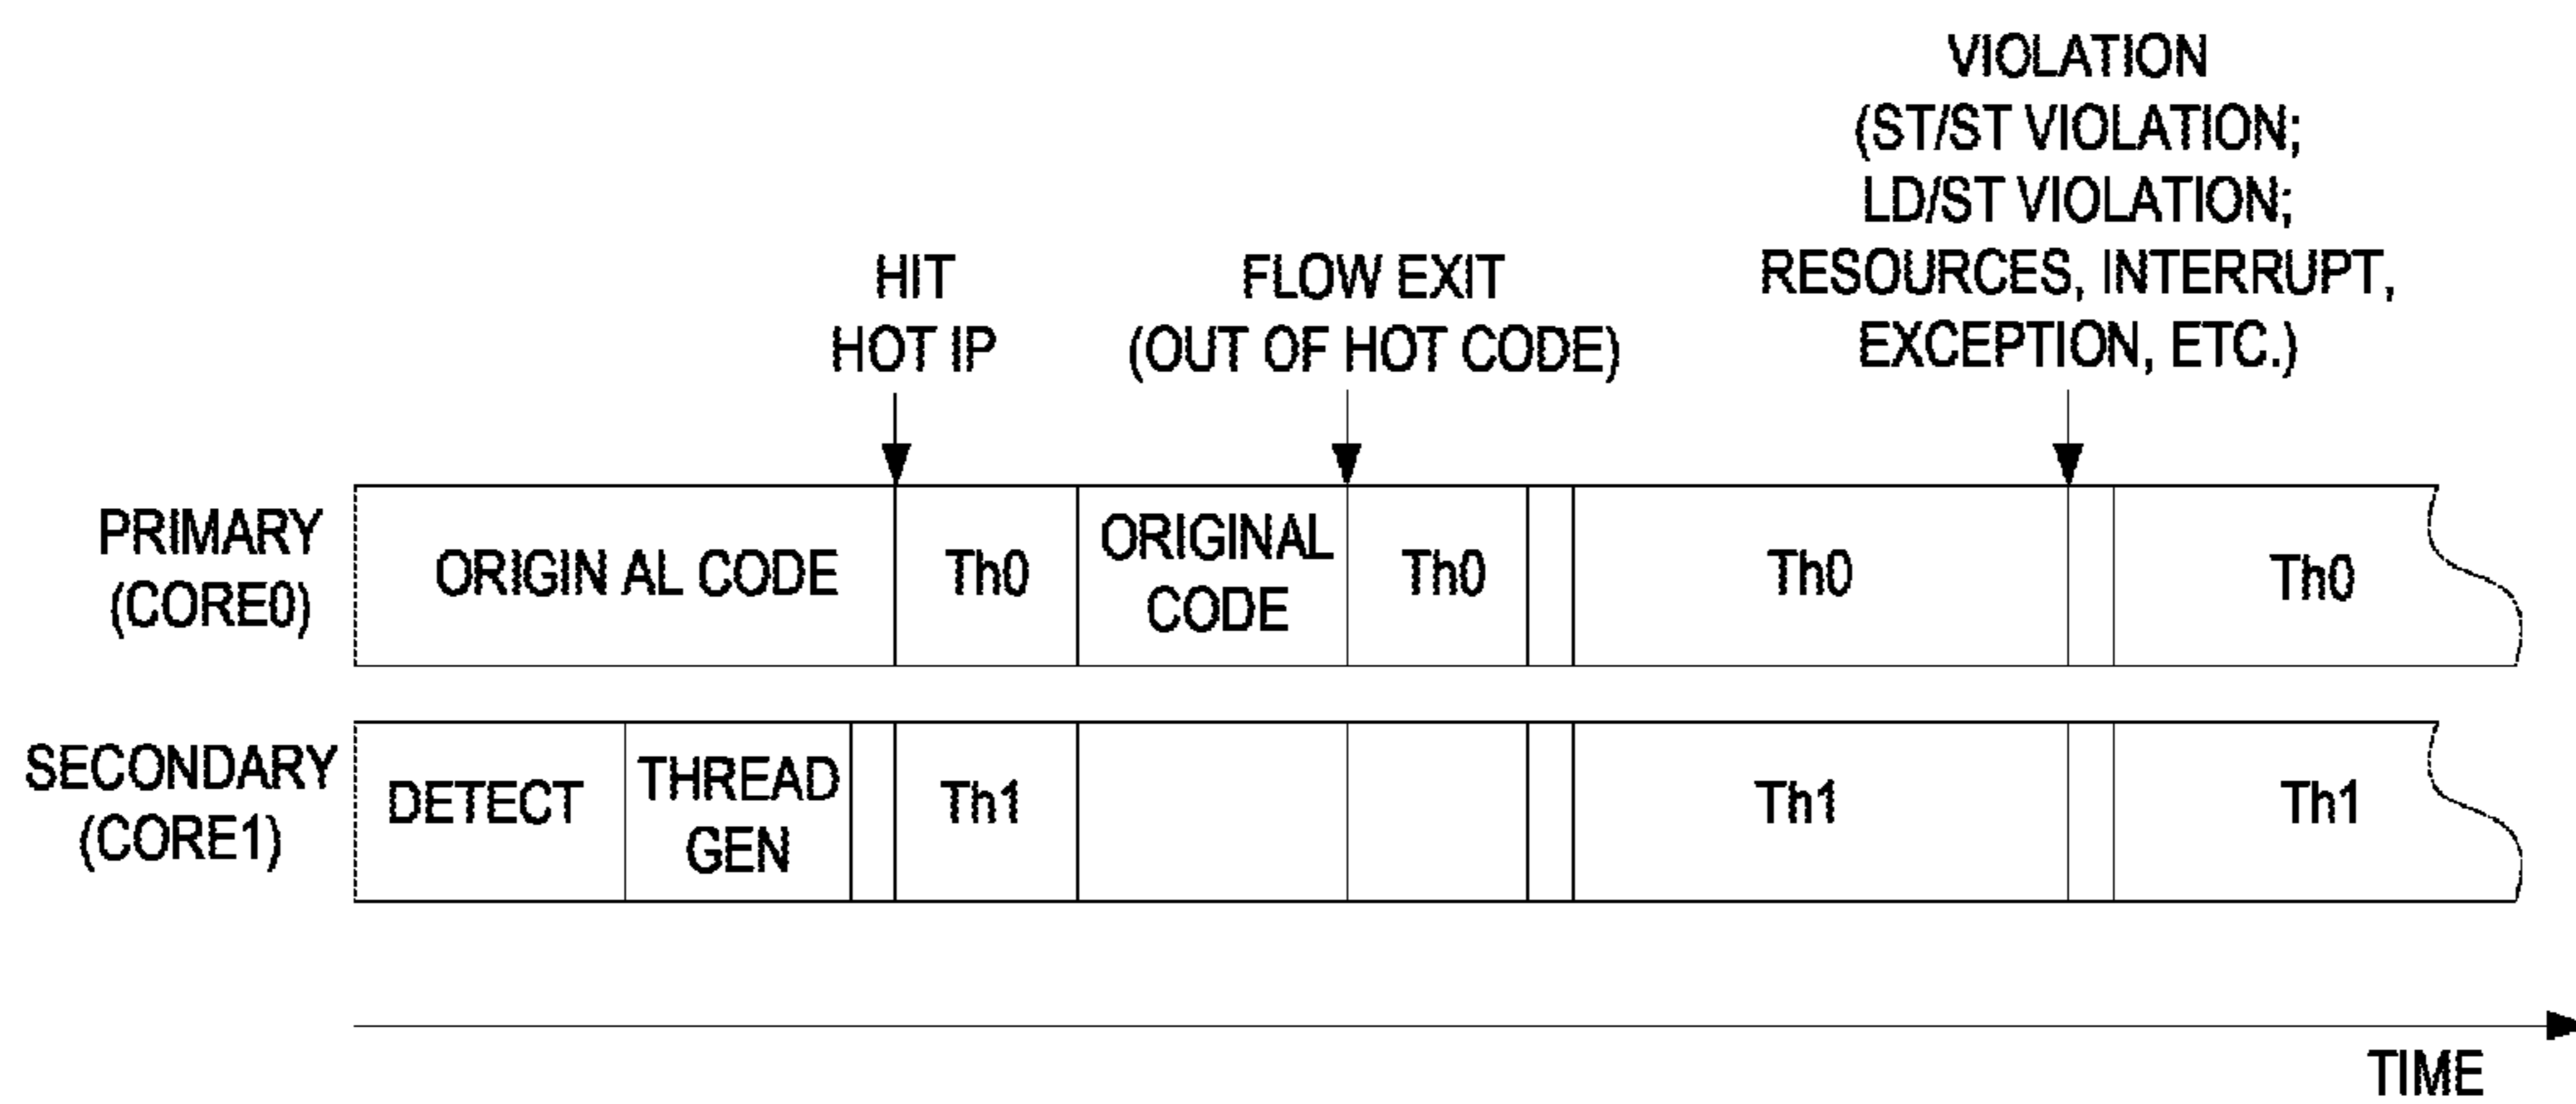 VIOLATION
(ST/ST VIOLATION;
LD/ST VIOLATION;
RESOURCES, INTERRUPT,
EXCEPTION, ETC.)
HIT
HOT IP
FLOW EXIT
(OUT OF HOT CODE)
PRIMARY
(CORE0)
ORIGIN AL CODE
Th0
ORIGINAL
CODE
Th0
Th0
Th0
SECONDARY
(CORE1)
DETECT
THREAD
GEN
Th1
Th1
Th1
TIME